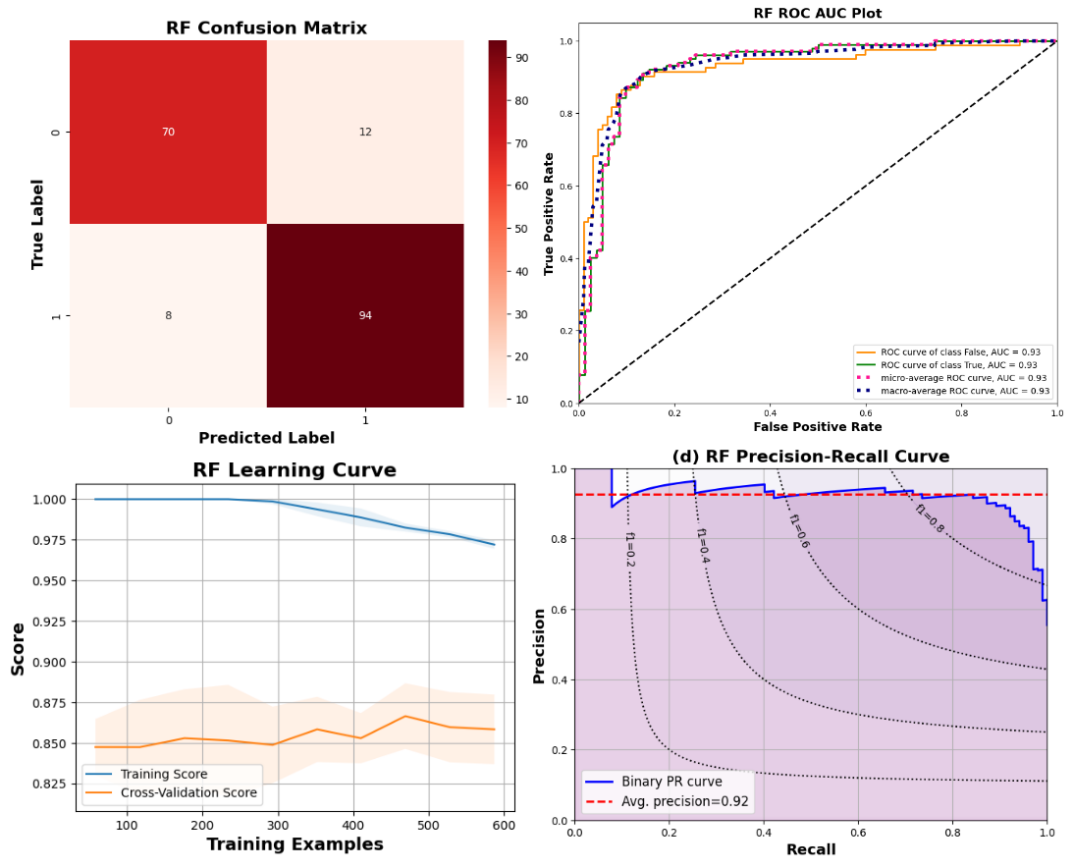 RF Confusion Matrix
0
1
True Label
70
12
8
94
0
1
Predicted Label
90
80
70
60
50
40
30
20
10
RF ROC AUC Plot
1.0
0.8
0.6
0.4
0.2
0.0
True Positive Rate
ROC curve of class False, AUC = 0.93
ROC curve of class True, AUC = 0.93
micro-average ROC curve, AUC = 0.93
macro-average ROC curve, AUC = 0.93
0.0
0.2
0.4
0.6
0.8
1.0
False Positive Rate
RF Learning Curve
1.000
0.975
0.950
0.925
0.900
0.875
0.850
0.825
Score
Training Score
Cross-Validation Score
100
200
300
400
500
600
Training Examples
(d) RF Precision-Recall Curve
1.0
0.8
0.6
0.4
0.2
0.0
Precision
f1=0.2
f1=0.4
f1=0.6
f1=0.8
Binary PR curve
Avg. precision=0.92
0.0
0.2
0.4
0.6
0.8
1.0
Recall